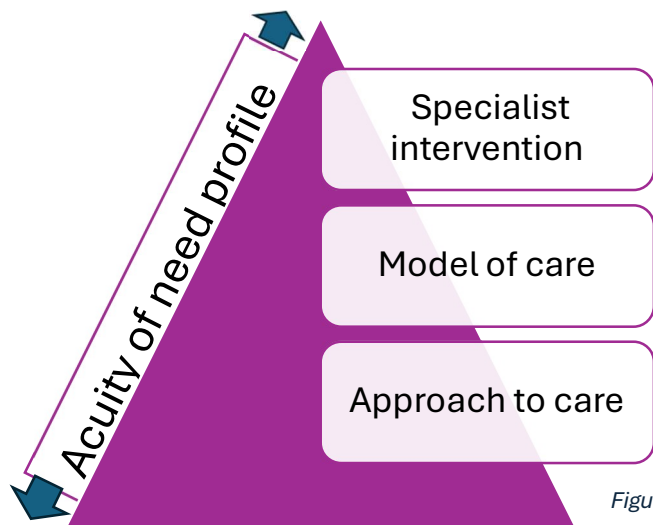 Acuity of need profile
Specialist
intervention
Model of care
Approach to care
Figu